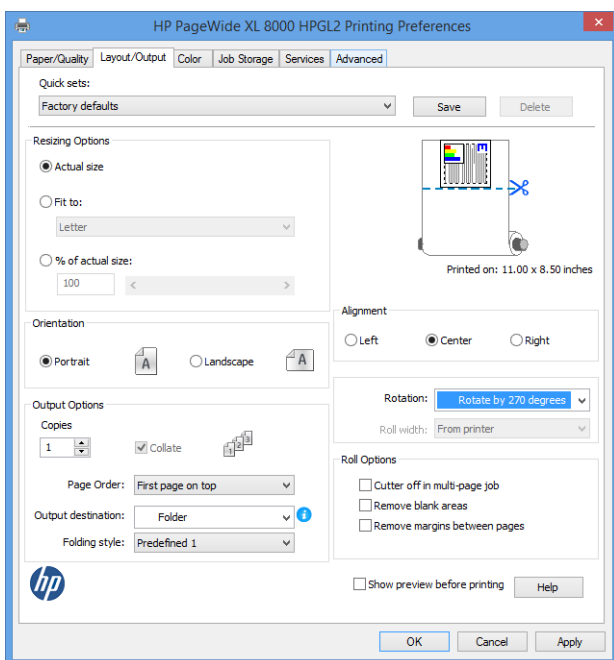 HP PageWide XL 8000 HPGL2 Printing Preferences
Paper/Quality Layout/Output Color Job Storage Services Advanced
Quick sets:
Factory defaults Save Delete
Resizing Options
Actual size
Fit to:
Letter
% of actual size:
100
Printed on: 11.00 x 8.50 inches
Orientation
Portrait A Landscape A
Alignment
Left Center Right
Rotation: Rotate by 270 degrees
Roll width: From printer
Output Options
Copies
1 Collate 1 2 3
Page Order: First page on top
Output destination: Folder i
Folding style: Predefined 1
Roll Options
Cutter off in multi-page job
Remove blank areas
Remove margins between pages
hp
Show preview before printing Help
OK Cancel Apply